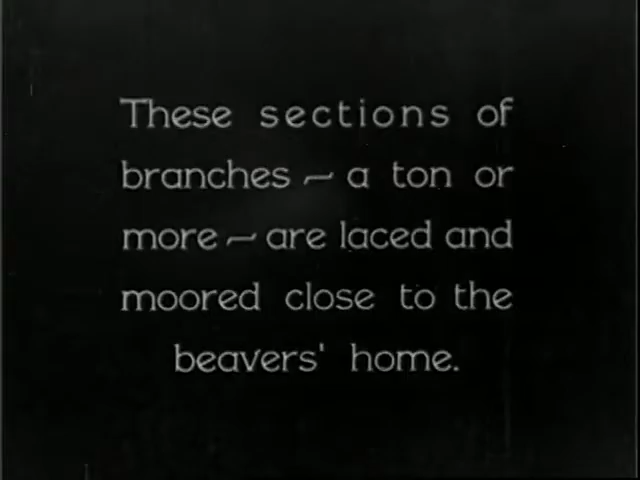 These sections of
branches — a ton or
more — are laced and
moored close to the
beavers' home.